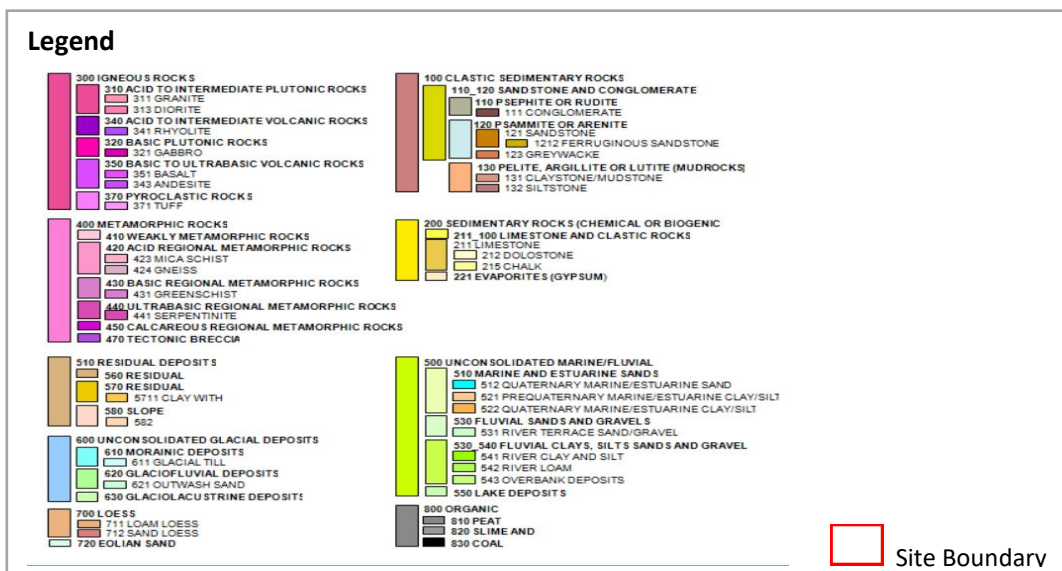 Legend
300 IGNEOUS ROCKS
310 ACID TO INTERMEDIATE PLUTONIC ROCKS
311 GRANITE
313 DIORITE
340 ACID TO INTERMEDIATE VOLCANIC ROCKS
341 RHYOLITE
320 BASIC PLUTONIC ROCKS
321 GABBRO
350 BASIC TO ULTRABASIC VOLCANIC ROCKS
351 BASALT
343 ANDESITE
370 PYROCLASTIC ROCKS
371 TUFF
400 METAMORPHIC ROCKS
410 WEAKLY METAMORPHIC ROCKS
420 ACID REGIONAL METAMORPHIC ROCKS
423 MICA SCHIST
424 GNEISS
430 BASIC REGIONAL METAMORPHIC ROCKS
431 GREENSCHIST
440 ULTRABASIC REGIONAL METAMORPHIC ROCKS
441 SERPENTINITE
450 CALCAREOUS REGIONAL METAMORPHIC ROCKS
470 TECTONIC BRECCIA
510 RESIDUAL DEPOSITS
560 RESIDUAL
570 RESIDUAL
5711 CLAY WITH
580 SLOPE
582
600 UNCONSOLIDATED GLACIAL DEPOSITS
610 MORAINIC DEPOSITS
611 GLACIAL TILL
620 GLACIOFLUVIAL DEPOSITS
621 OUTWASH SAND
630 GLACIOLACUSTRINE DEPOSITS
700 LOESS
711 LOAM LOESS
712 SAND LOESS
720 EOLIAN SAND
100 CLASTIC SEDIMENTARY ROCKS
110_120 SANDSTONE AND CONGLOMERATE
110 PSEPHITE OR RUDITE
111 CONGLOMERATE
120 PSAMMITE OR ARENITE
121 SANDSTONE
1212 FERRUGINOUS SANDSTONE
123 GREYWACKE
130 PELITE, ARGILLITE OR LUTITE (MUDROCKS)
131 CLAYSTONE/MUDSTONE
132 SILTSTONE
200 SEDIMENTARY ROCKS (CHEMICAL OR BIOGENIC
211_100 LIMESTONE AND CLASTIC ROCKS
211 LIMESTONE
212 DOLOSTONE
215 CHALK
221 EVAPORITES (GYPSUM)
500 UNCONSOLIDATED MARINE/FLUVIAL
510 MARINE AND ESTUARINE SANDS
512 QUATERNARY MARINE/ESTUARINE SAND
521 PREQUATERNARY MARINE/ESTUARINE CLAY/SILT
522 QUATERNARY MARINE/ESTUARINE CLAY/SILT
530 FLUVIAL SANDS AND GRAVELS
531 RIVER TERRACE SAND/GRAVEL
530_540 FLUVIAL CLAYS, SILTS SANDS AND GRAVEL
541 RIVER CLAY AND SILT
542 RIVER LOAM
543 OVERBANK DEPOSITS
550 LAKE DEPOSITS
800 ORGANIC
810 PEAT
820 SLIME AND
830 COAL
Site Boundary